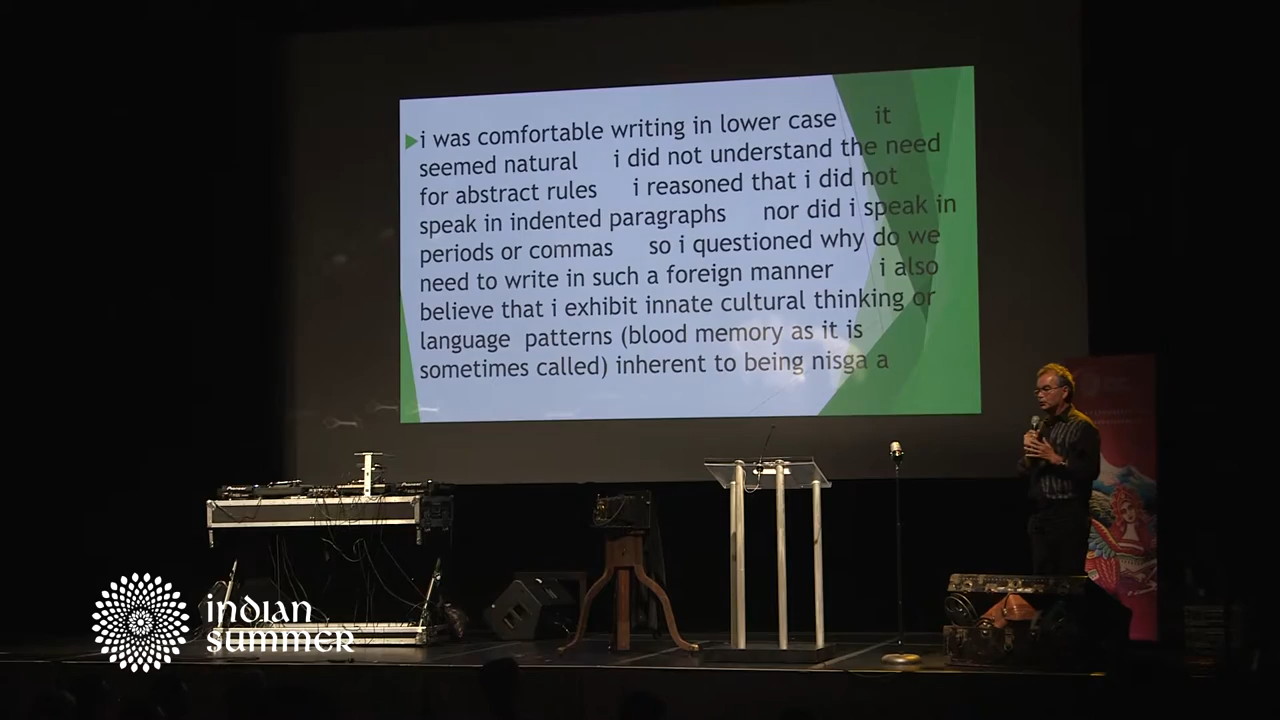 i was comfortable writing in lower case it
seemed natural i did not understand the need
for abstract rules i reasoned that i did not
speak in indented paragraphs nor did i speak in
periods or commas so i questioned why do we
need to write in such a foreign manner i also
believe that i exhibit innate cultural thinking or
language patterns (blood memory as it is
sometimes called) inherent to being nisga a
indian
summer